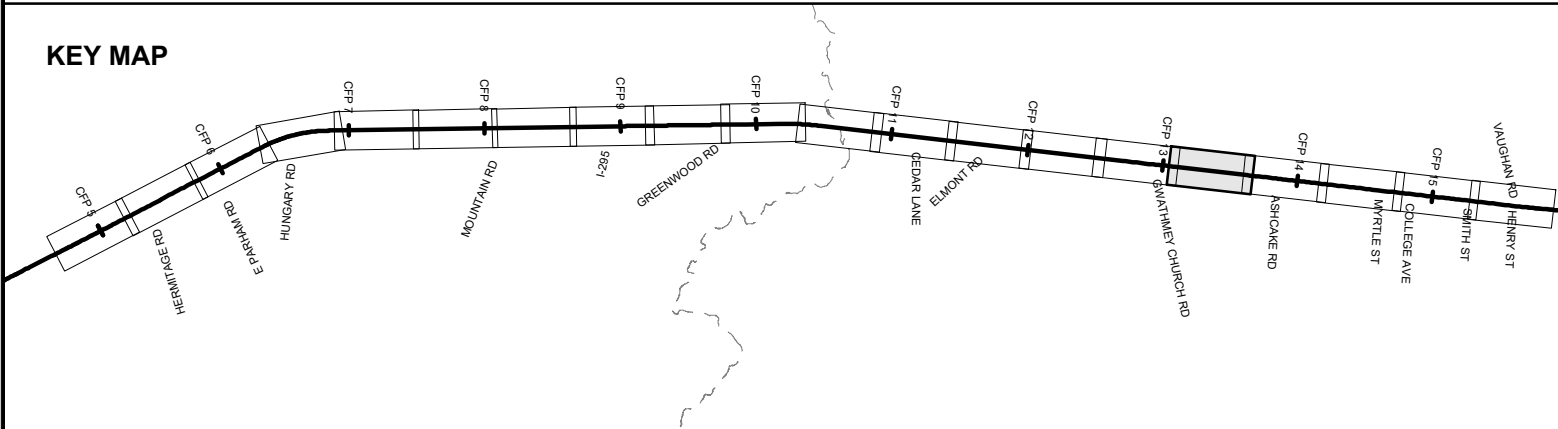 KEY MAP
CFP 5
CFP 6
CFP 7
CFP 8
CFP 9
CFP 10
CFP 11
CFP 12
CFP 13
CFP 14
CFP 15
HERMITAGE RD
E PARHAM RD
HUNGARY RD
MOUNTAIN RD
I-295
GREENWOOD RD
CEDAR LANE
ELMONT RD
GWATHMEY CHURCH RD
ASHCAKE RD
MYRTLE ST
COLLEGE AVE
SMITH ST
VAUGHAN RD
HENRY ST